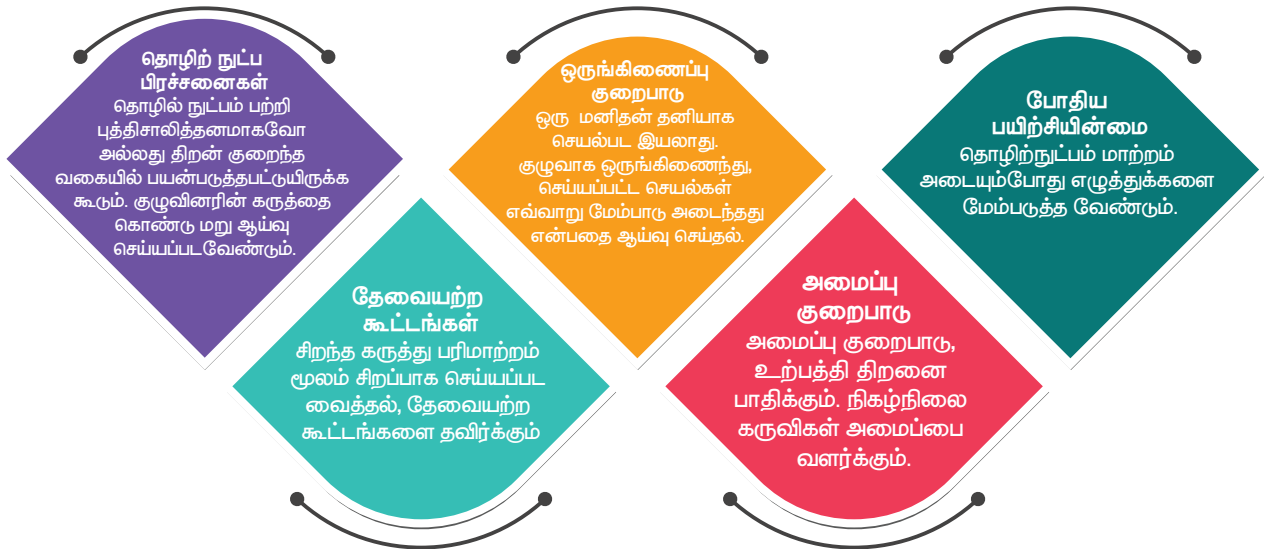 தொழிற் நுட்ப
பிரச்சனைகள்
தொழில் நுட்பம் பற்றி
புத்திசாலித்தனமாகவோ
அல்லது திறன் குறைந்த
வகையில் பயன்படுத்தபட்டுயிருக்க
கூடும். குழுவினரின் கருத்தை
கொண்டு மறு ஆய்வு
செய்யப்படவேண்டும்.
தேவையற்ற
கூட்டங்கள்
சிறந்த கருத்து பரிமாற்றம்
மூலம் சிறப்பாக செய்யப்பட
வைத்தல், தேவையற்ற
கூட்டங்களை தவிர்க்கும்
ஒருங்கிணைப்பு
குறைபாடு
ஒரு மனிதன் தனியாக
செயல்பட இயலாது.
குழுவாக ஒருங்கிணைந்து,
செய்யப்பட்ட செயல்கள்
எவ்வாறு மேம்பாடு அடைந்தது
என்பதை ஆய்வு செய்தல்.
அமைப்பு
குறைபாடு
அமைப்பு குறைபாடு,
உற்பத்தி திறனை
பாதிக்கும். நிகழ்நிலை
கருவிகள் அமைப்பை
வளர்க்கும்.
போதிய
பயிற்சியின்மை
தொழிற்நுட்பம் மாற்றம்
அடையும்போது எழுத்துக்களை
மேம்படுத்த வேண்டும்.